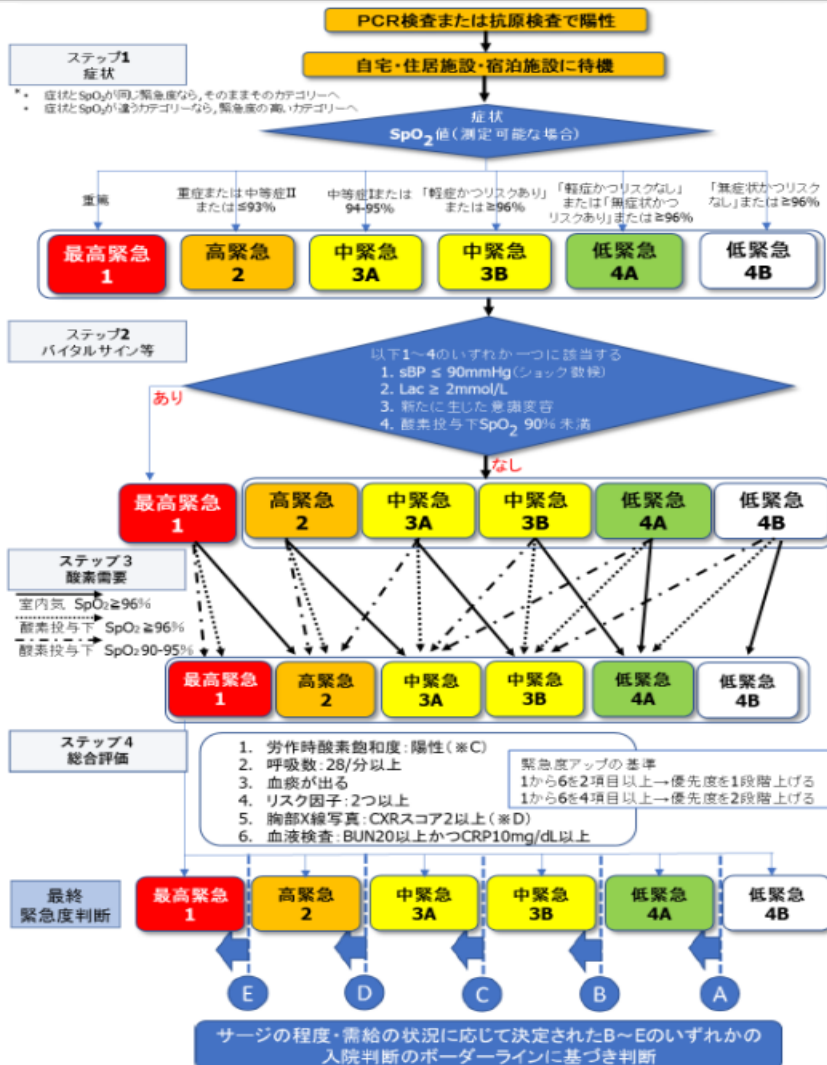 PCR検査または抗原検査で陽性
自宅・住居施設・宿泊施設に待機
ステップ1
症状
*・ 症状とSpO₂が同じ緊急度なら,そのままそのカテゴリーへ
・ 症状とSpO₂が違うカテゴリーなら,緊急度の高いカテゴリーへ
症状
SpO₂値(測定可能な場合)
重篤
重症または中等症II
または≦93%
中等症Iまたは
94-95%
「軽症かつリスクあり」
または≧96%
「軽症かつリスクなし」
または「無症状かつ
リスクあり」または≧96%
「無症状かつリスク
なし」または≧96%
最高緊急
1
高緊急
2
中緊急
3A
中緊急
3B
低緊急
4A
低緊急
4B
ステップ2
バイタルサイン等
以下1~4のいずれか一つに該当する
1. sBP ≤ 90mmHg(ショック徴候)
2. Lac ≥ 2mmol/L
3. 新たに生じた意識変容
4. 酸素投与下SpO₂ 90% 未満
あり
なし
最高緊急
1
高緊急
2
中緊急
3A
中緊急
3B
低緊急
4A
低緊急
4B
ステップ3
酸素需要
室内気 SpO₂≧96%
酸素投与下 SpO₂≧96%
酸素投与下 SpO₂90-95%
最高緊急
1
高緊急
2
中緊急
3A
中緊急
3B
低緊急
4A
低緊急
4B
ステップ4
総合評価
1. 労作時酸素飽和度:陽性(※C)
2. 呼吸数:28/分以上
3. 血痰が出る
4. リスク因子:2つ以上
5. 胸部X線写真:CXRスコア2以上(※D)
6. 血液検査:BUN20以上かつCRP10mg/dL以上
緊急度アップの基準
1から6を2項目以上→優先度を1段階上げる
1から6を4項目以上→優先度を2段階上げる
最終
緊急度判断
最高緊急
1
高緊急
2
中緊急
3A
中緊急
3B
低緊急
4A
低緊急
4B
E
D
C
B
A
サージの程度・需給の状況に応じて決定されたB~Eのいずれかの
入院判断のボーダーラインに基づき判断